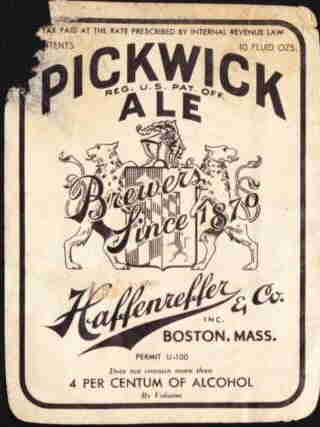 TAX PAID AT THE RATE PRESCRIBED BY INTERNAL REVENUE LAW
TENTS 10 FLUID OZS.
PICKWICK
REG. U.S. PAT. OFF.
ALE
Brewers
Since 1870
Haffenreffer & Co.
INC.
BOSTON, MASS.
PERMIT U-100
Does not contain more than
4 PER CENTUM OF ALCOHOL
By Volume